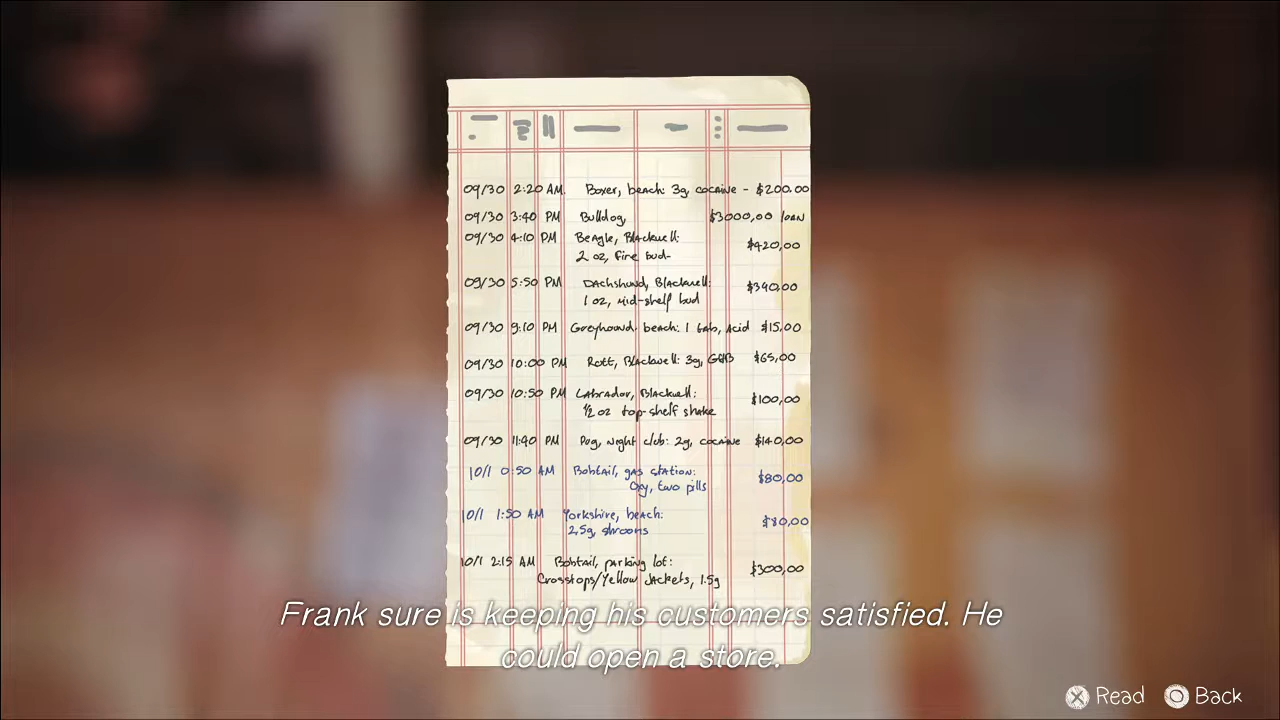 09/30 2:20 AM. Boxer, beach: 3g, cocaine - $200.00
09/30 3:40 PM Bulldog, $3000,00 loan
09/30 4:10 PM Beagle, Blackwell: $420,00
2 oz, fire bud-
09/30 5:50 PM Dachshund, Blackwell: $340,00
1 oz, mid-shelf bud
09/30 9:10 PM Greyhound, beach: 1 tab, acid $15,00
09/30 10:00 PM Rott, Blackwell: 3g, GHB $65,00
09/30 10:50 PM Labrador, Blackwell: $100,00
1/2 oz top-shelf shake
09/30 11:40 PM Pug, night club: 2g, cocaine $140,00
10/1 0:50 AM Bobtail, gas station: $80,00
Oxy, two pills
10/1 1:50 AM Yorkshire, beach: $80,00
2,5g, shrooms
10/1 2:15 AM Bobtail, parking lot: $300,00
Crosstops/Yellow Jackets, 1.5g
Frank sure is keeping his customers satisfied. He
could open a store.
Read Back